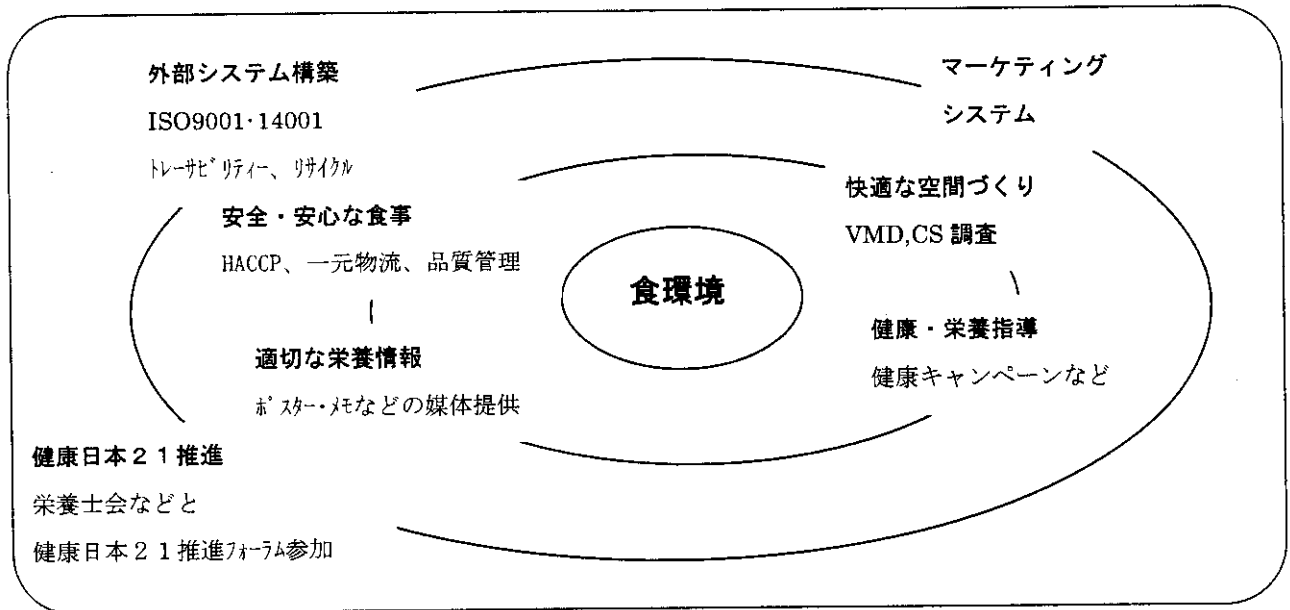 外部システム構築
ISO9001･14001
ﾄﾚｰｻﾋﾞﾘﾃｨｰ、ﾘｻｲｸﾙ
マーケティング
システム
安全・安心な食事
HACCP、一元物流、品質管理
快適な空間づくり
VMD,CS 調査
食環境
適切な栄養情報
ﾎﾟｽﾀｰ･ﾒﾓなどの媒体提供
健康・栄養指導
健康キャンペーンなど
健康日本２１推進
栄養士会などと
健康日本２１推進ﾌｫｰﾗﾑ参加